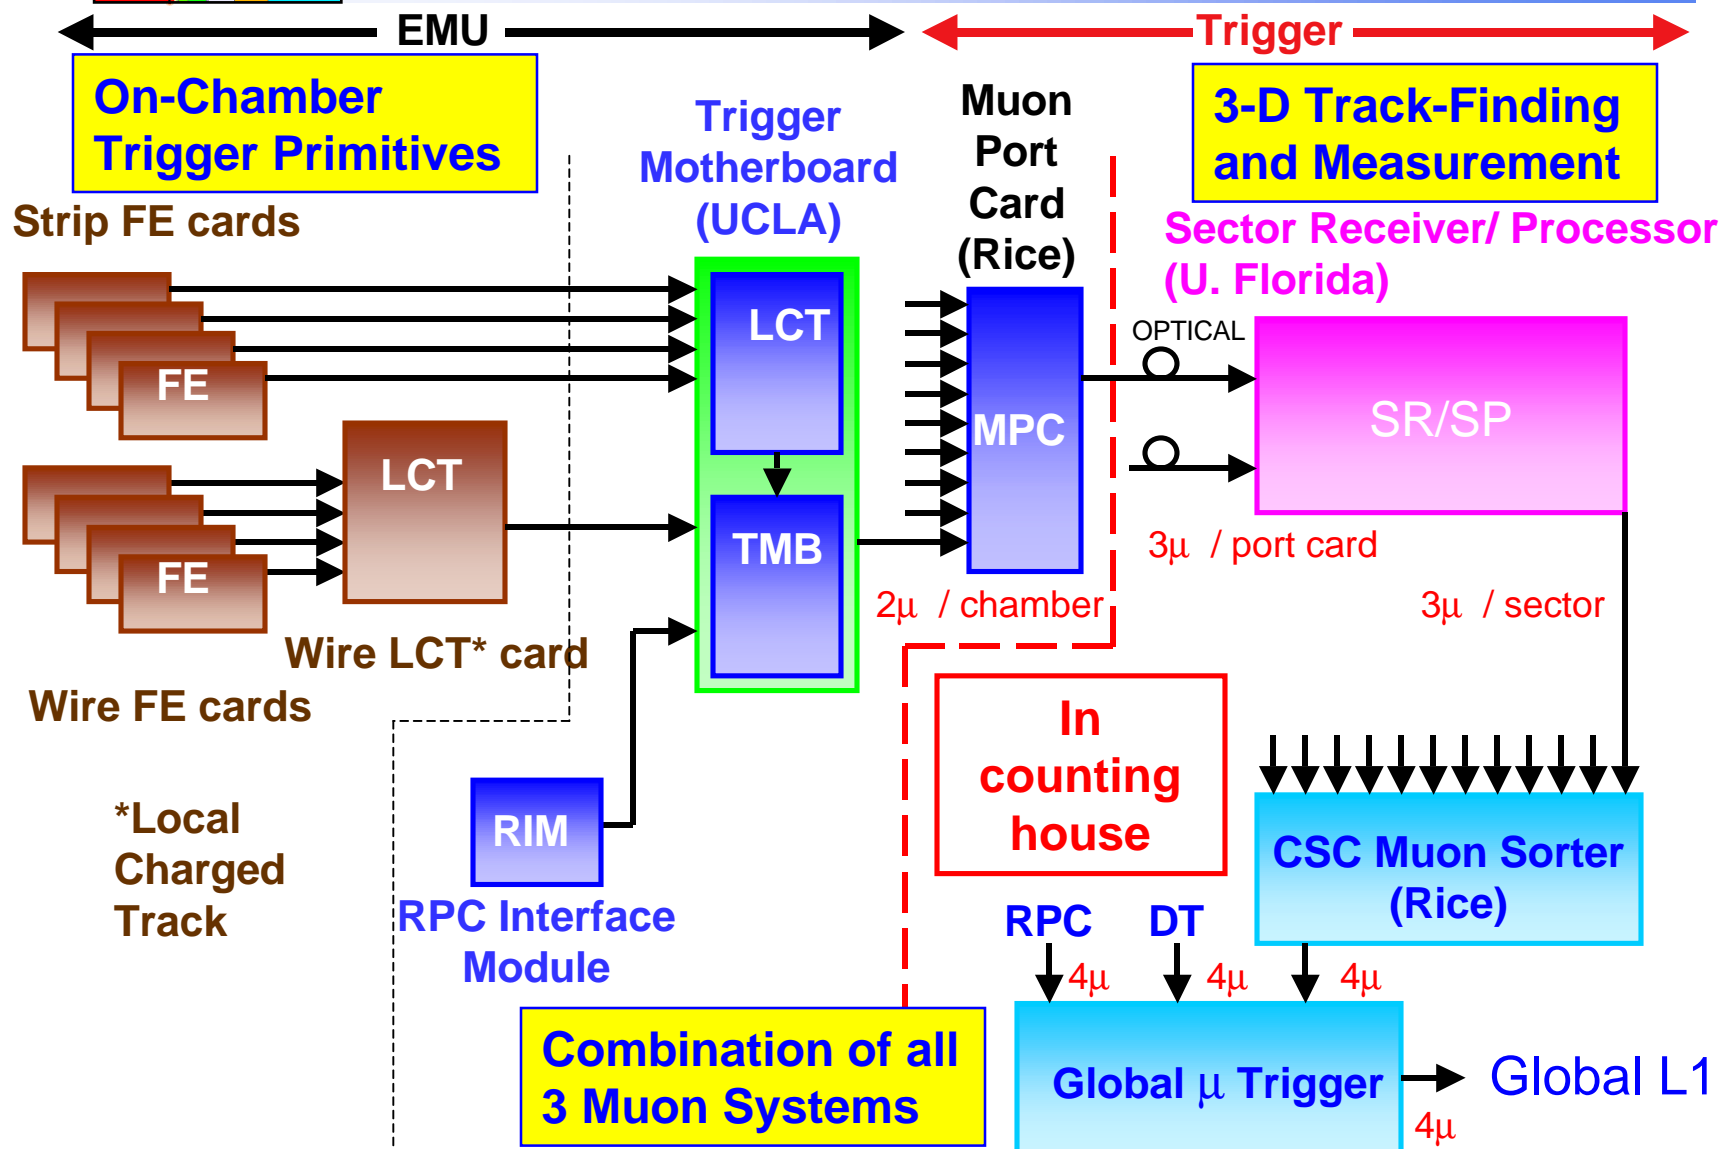 EMU
Trigger
On-Chamber
Trigger Primitives
Trigger
Motherboard
(UCLA)
Muon
Port
Card
(Rice)
3-D Track-Finding
and Measurement
Strip FE cards
Sector Receiver/ Processor
(U. Florida)
LCT
OPTICAL
FE
MPC
SR/SP
LCT
TMB
3μ / port card
FE
2μ / chamber
3μ / sector
Wire LCT* card
Wire FE cards
In
counting
house
*Local
Charged
Track
RIM
CSC Muon Sorter
(Rice)
RPC Interface
Module
RPC
DT
4μ
4μ
4μ
Combination of all
3 Muon Systems
Global μ Trigger
Global L1
4μ